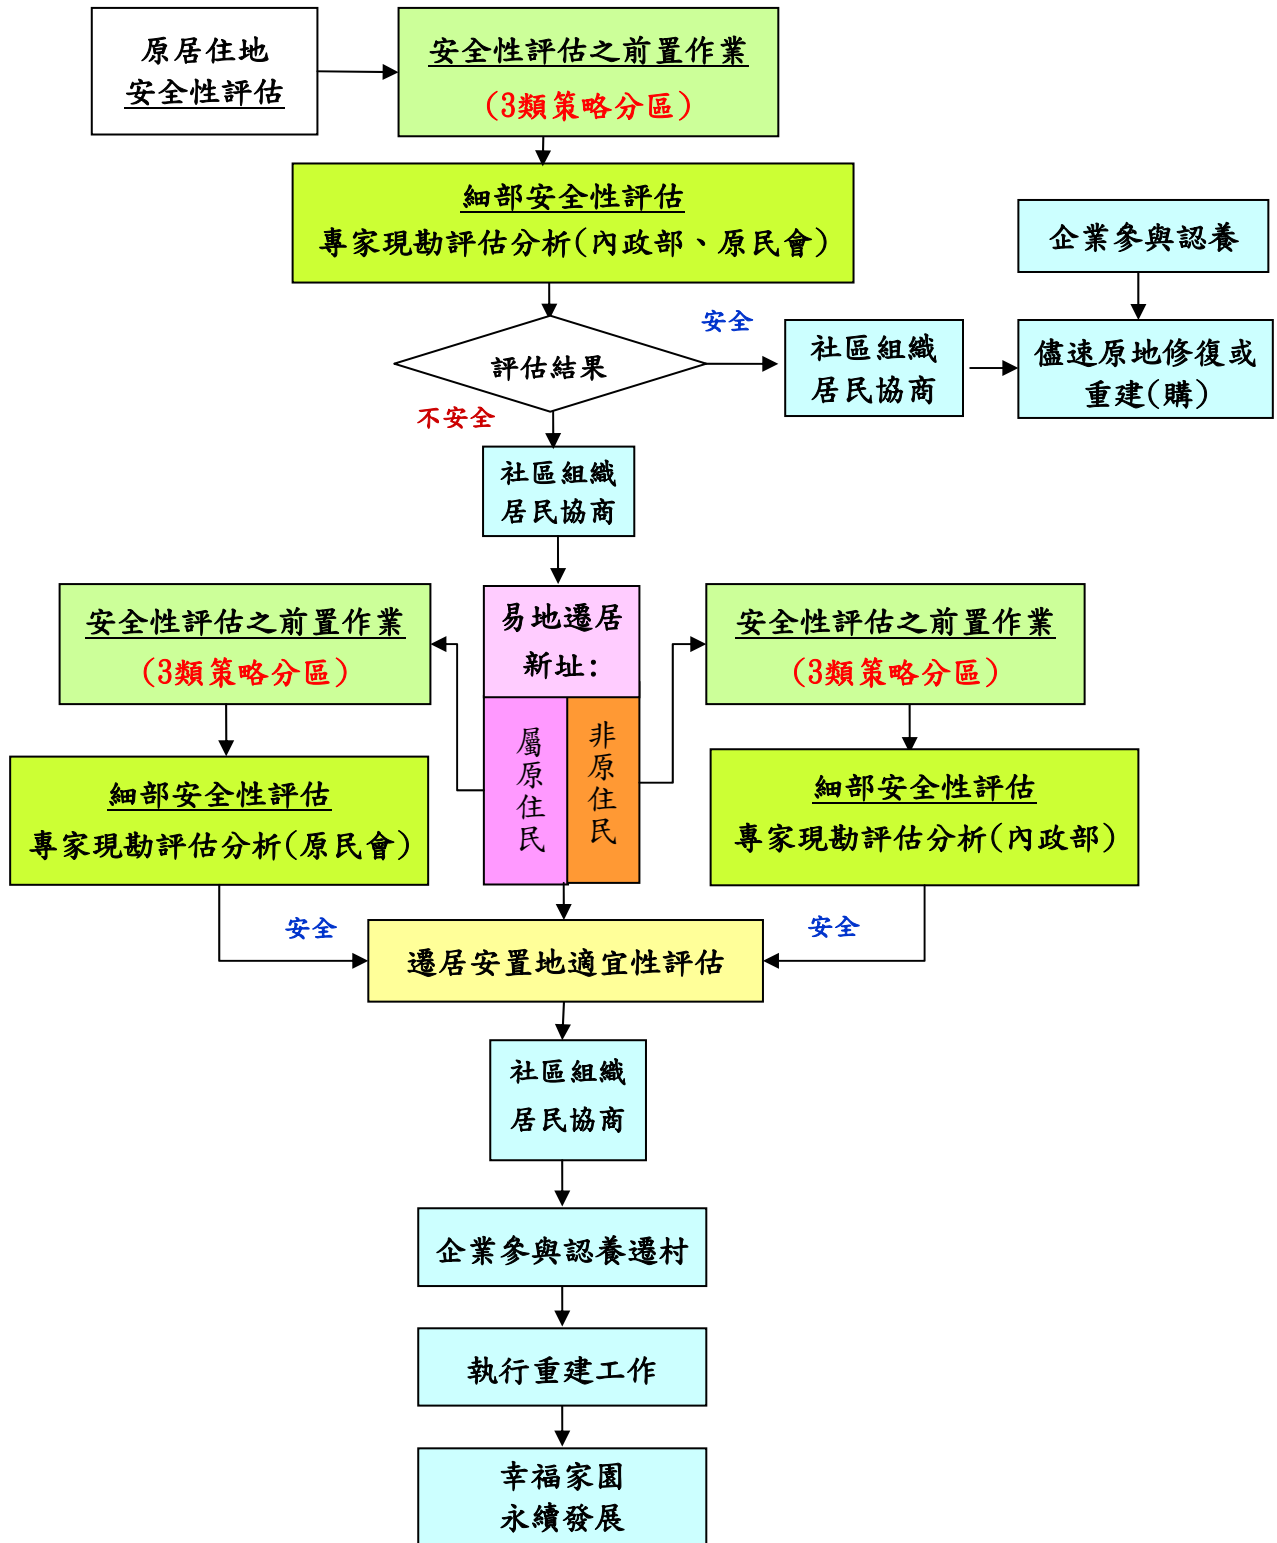 原居住地
安全性評估
安全性評估之前置作業
(3類策略分區)
細部安全性評估
專家現勘評估分析(內政部、原民會)
企業參與認養
評估結果
安全
社區組織
居民協商
儘速原地修復或
重建(購)
不安全
社區組織
居民協商
易地遷居
新址:
屬原住民
非原住民
安全性評估之前置作業
(3類策略分區)
細部安全性評估
專家現勘評估分析(原民會)
安全性評估之前置作業
(3類策略分區)
細部安全性評估
專家現勘評估分析(內政部)
安全
安全
遷居安置地適宜性評估
社區組織
居民協商
企業參與認養遷村
執行重建工作
幸福家園
永續發展